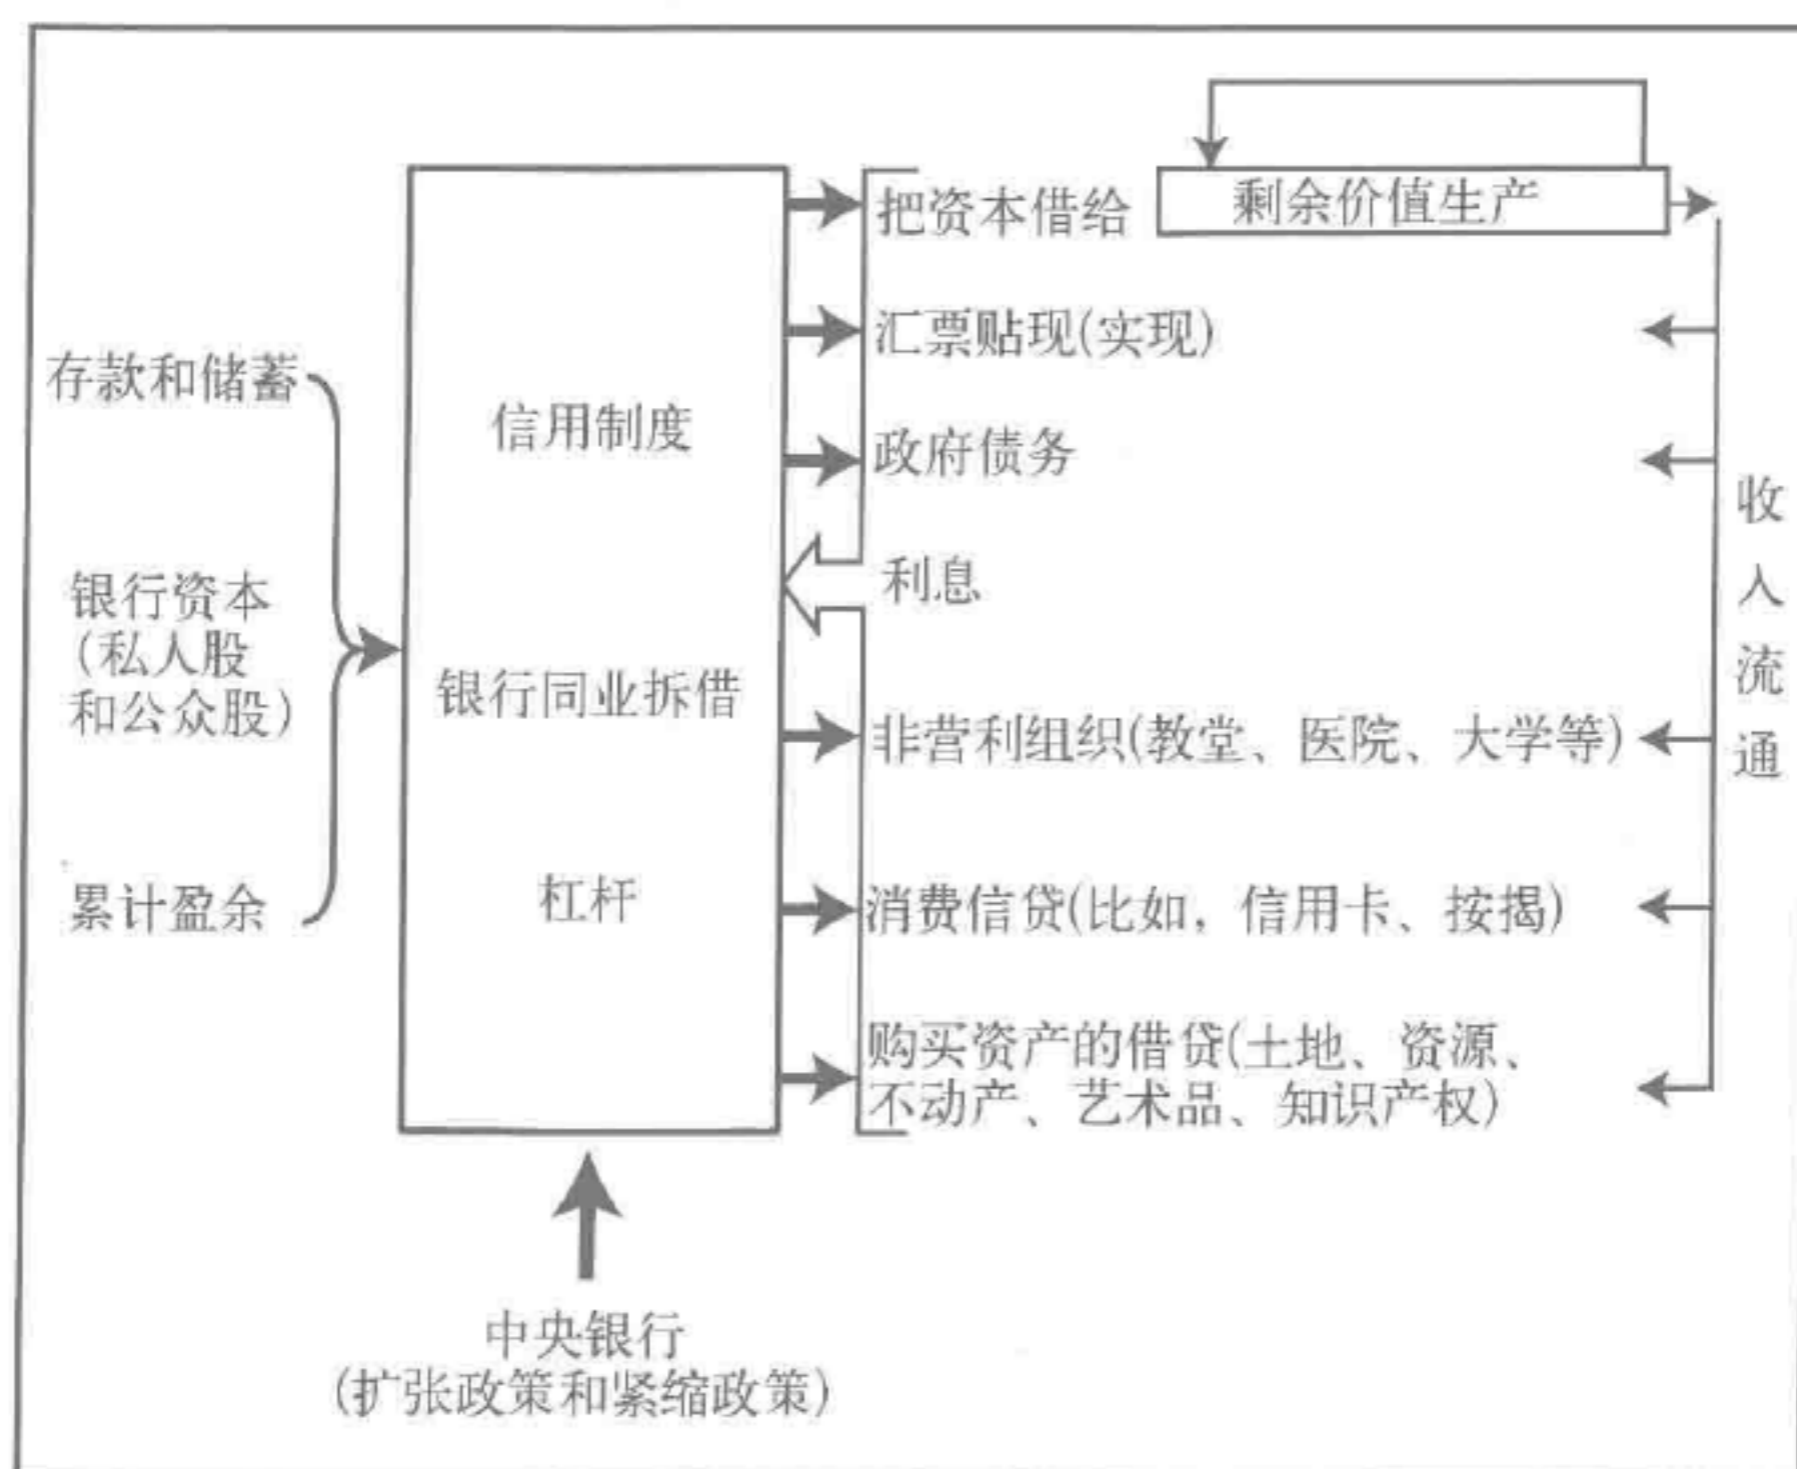 存款和储蓄
银行资本
（私人股
和公众股）
累计盈余
信用制度
银行同业拆借
杠杆
中央银行
(扩张政策和紧缩政策)
把资本借给
剩余价值生产
汇票贴现(实现)
政府债务
利息
非营利组织(教堂、医院、大学等)
消费信贷(比如，信用卡、按揭)
购买资产的借贷(土地、资源、
不动产、艺术品、知识产权)
收
入
流
通